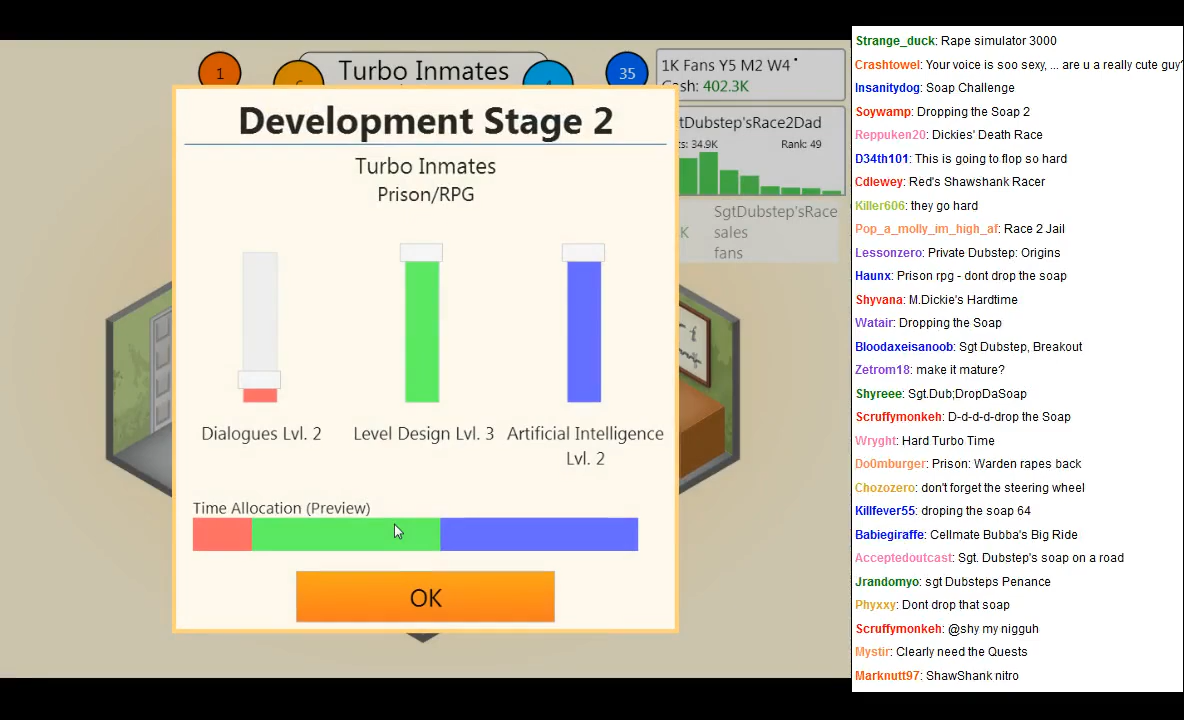 1
Turbo Inmates
35
1K Fans Y5 M2 W4
Cash: 402.3K
Development Stage 2
Turbo Inmates
Prison/RPG
tDubstep'sRace2Dad
ts: 34.9K
Rank: 49
SgtDubstep'sRace
K
sales
fans
Dialogues Lvl. 2
Level Design Lvl. 3
Artificial Intelligence
Lvl. 2
Time Allocation (Preview)
OK
Strange_duck: Rape simulator 3000
Crashtowel: Your voice is soo sexy, ... are u a really cute guy?
Insanitydog: Soap Challenge
Soywamp: Dropping the Soap 2
Reppuken20: Dickies' Death Race
D34th101: This is going to flop so hard
Cdlewey: Red's Shawshank Racer
Killer606: they go hard
Pop_a_molly_im_high_af: Race 2 Jail
Lessonzero: Private Dubstep: Origins
Haunx: Prison rpg - dont drop the soap
Shyvana: M.Dickie's Hardtime
Watair: Dropping the Soap
Bloodaxeisanoob: Sgt Dubstep, Breakout
Zetrom18: make it mature?
Shyreee: Sgt.Dub;DropDaSoap
Scruffymonkeh: D-d-d-d-drop the Soap
Wryght: Hard Turbo Time
Do0mburger: Prison: Warden rapes back
Chozozero: don't forget the steering wheel
Killfever55: droping the soap 64
Babiegiraffe: Cellmate Bubba's Big Ride
Acceptedoutcast: Sgt. Dubstep's soap on a road
Jrandomyo: sgt Dubsteps Penance
Phyxxy: Dont drop that soap
Scruffymonkeh: @shy my nigguh
Mystir: Clearly need the Quests
Marknutt97: ShawShank nitro